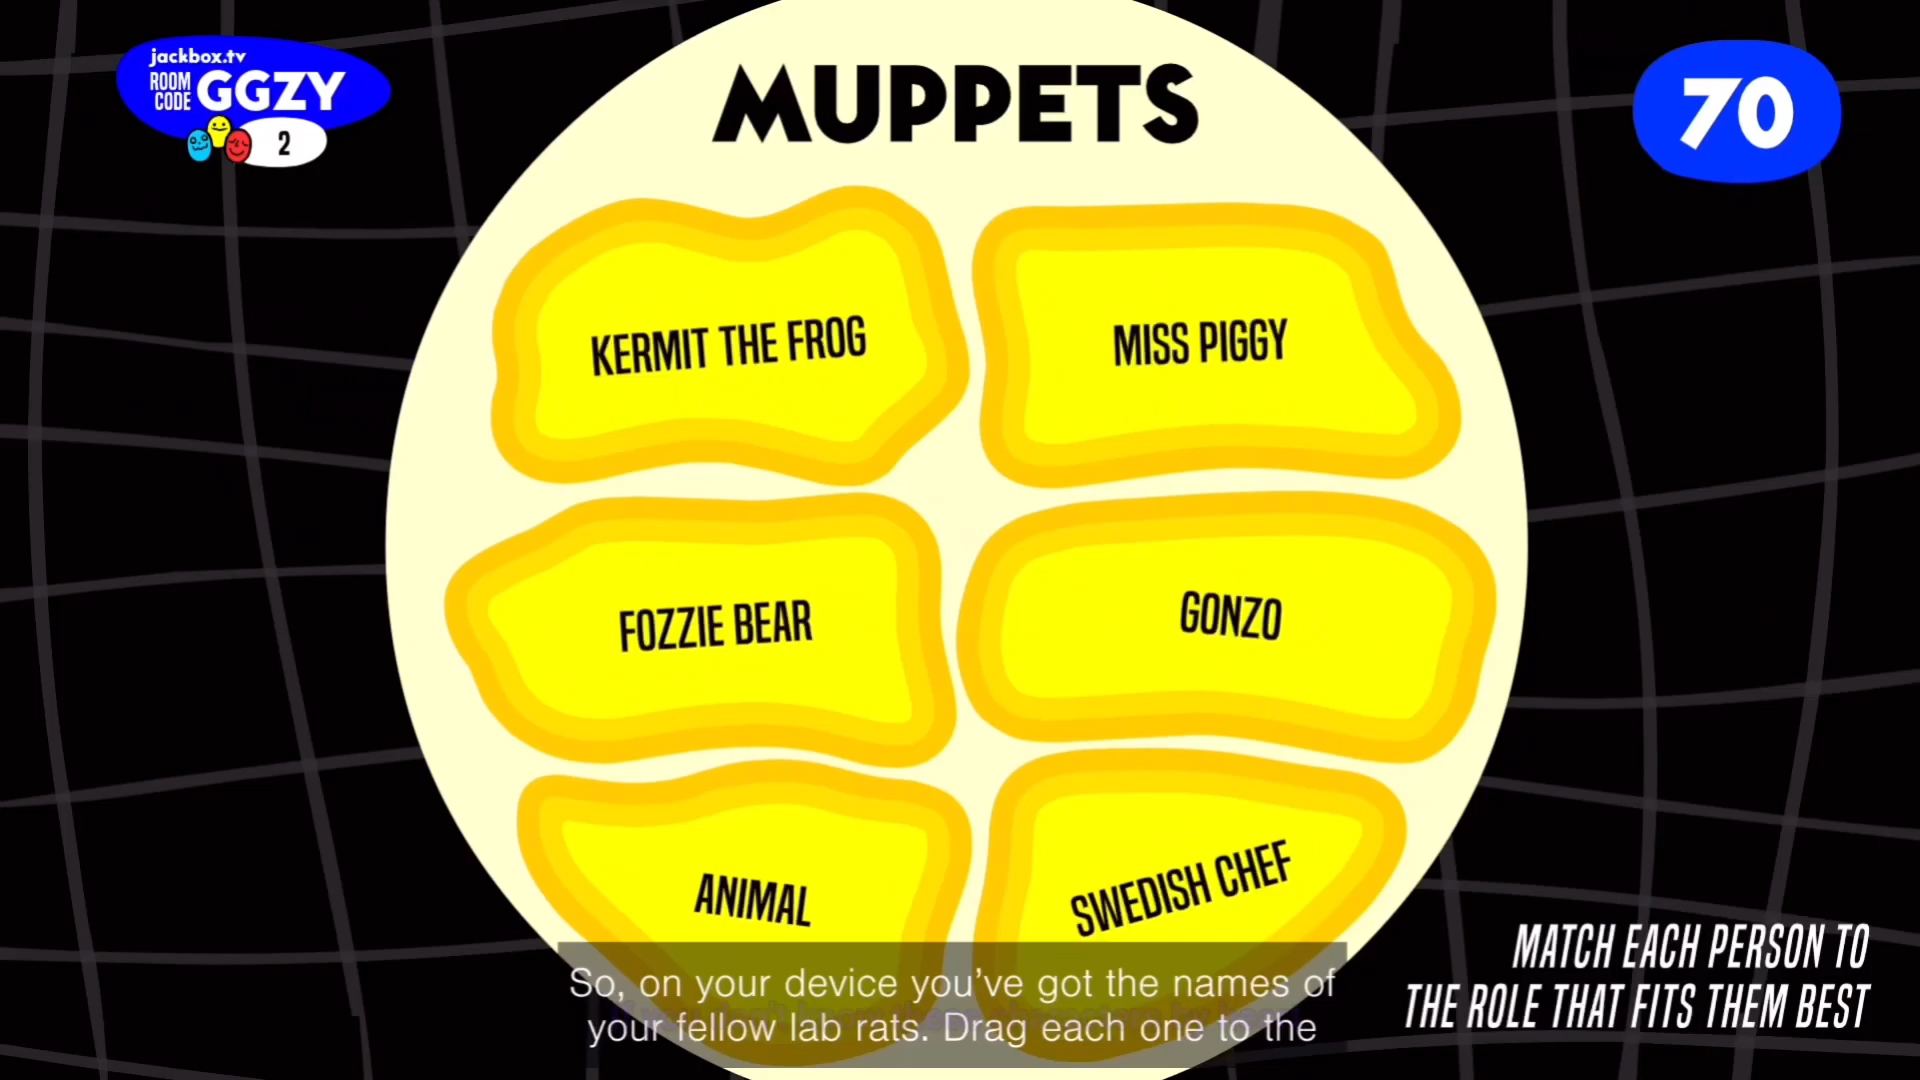 jackbox.tv
ROOM CODE GGZY
2
MUPPETS
70
KERMIT THE FROG
MISS PIGGY
FOZZIE BEAR
GONZO
ANIMAL
SWEDISH CHEF
MATCH EACH PERSON TO
THE ROLE THAT FITS THEM BEST
So, on your device you've got the names of
your fellow lab rats. Drag each one to the